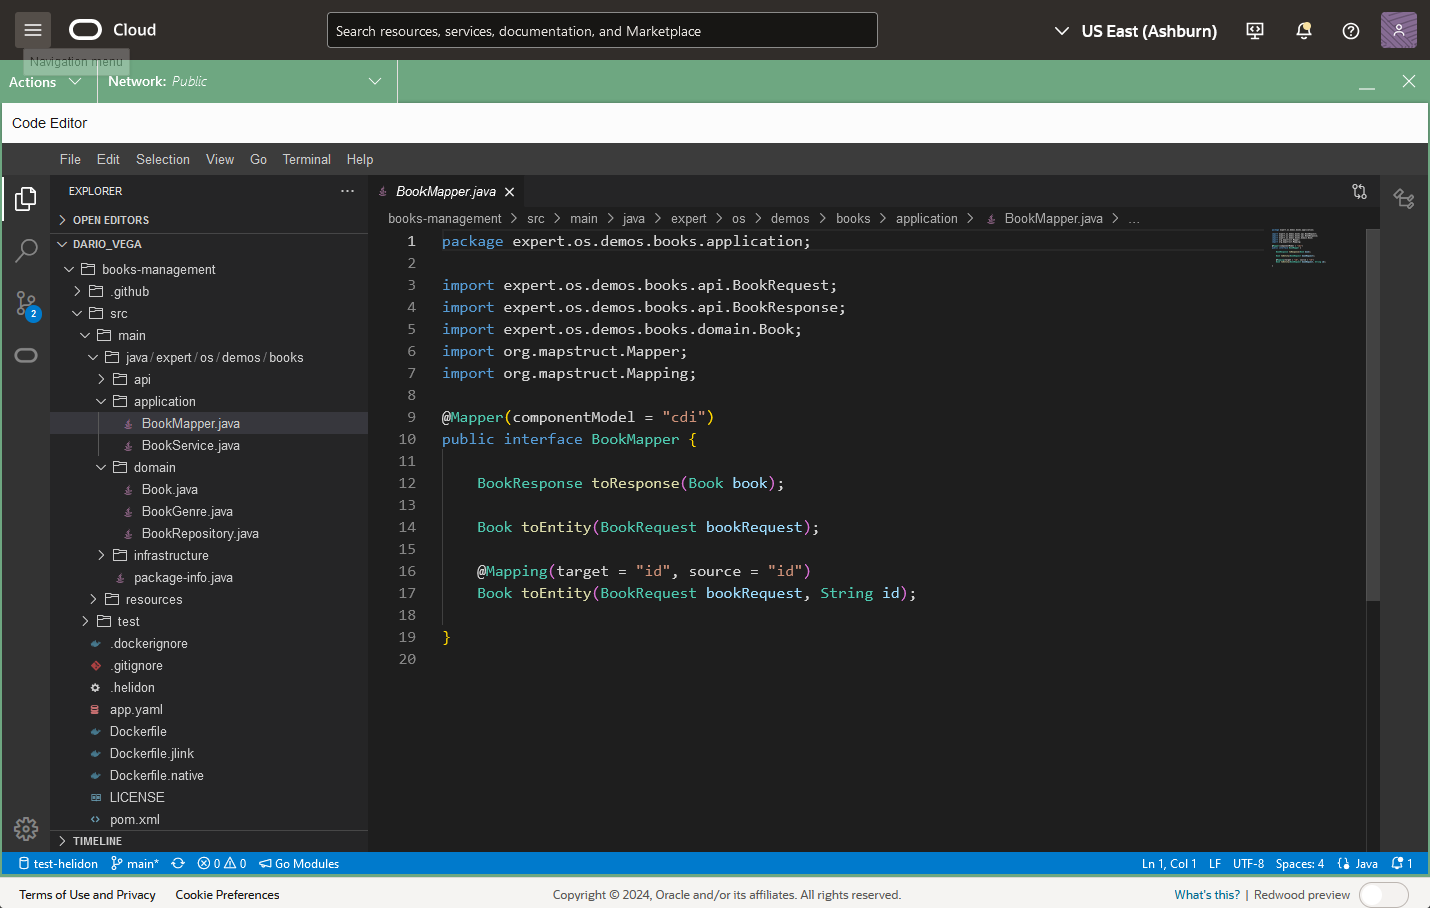 Cloud
Search resources, services, documentation, and Marketplace
US East (Ashburn)
Navigation menu
Actions
Network: Public
Code Editor
File Edit Selection View Go Terminal Help
EXPLORER
OPEN EDITORS
DARIO_VEGA
books-management
.github
src
main
java / expert / os / demos / books
api
application
BookMapper.java
BookService.java
domain
Book.java
BookGenre.java
BookRepository.java
infrastructure
package-info.java
resources
test
.dockerignore
.gitignore
.helidon
app.yaml
Dockerfile
Dockerfile.jlink
Dockerfile.native
LICENSE
pom.xml
TIMELINE
2
BookMapper.java
books-management > src > main > java > expert > os > demos > books > application > BookMapper.java > ...
1 package expert.os.demos.books.application;
2
3 import expert.os.demos.books.api.BookRequest;
4 import expert.os.demos.books.api.BookResponse;
5 import expert.os.demos.books.domain.Book;
6 import org.mapstruct.Mapper;
7 import org.mapstruct.Mapping;
8
9 @Mapper(componentModel = "cdi")
10 public interface BookMapper {
11
12 BookResponse toResponse(Book book);
13
14 Book toEntity(BookRequest bookRequest);
15
16 @Mapping(target = "id", source = "id")
17 Book toEntity(BookRequest bookRequest, String id);
18
19 }
20
test-helidon main* 0 0 Go Modules
Ln 1, Col 1 LF UTF-8 Spaces: 4 Java 1
Terms of Use and Privacy Cookie Preferences
Copyright © 2024, Oracle and/or its affiliates. All rights reserved.
What's this? | Redwood preview